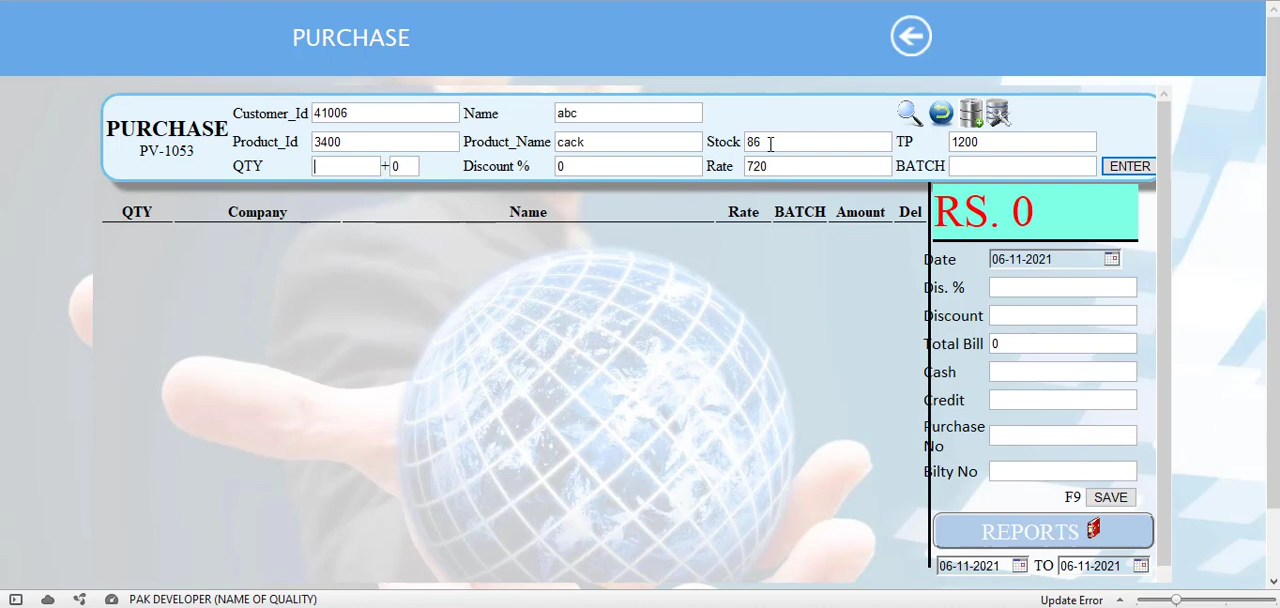 PURCHASE
Customer_Id 41006 Name abc
PURCHASE
PV-1053
Product_Id 3400 Product_Name cack Stock 86 TP 1200
QTY + 0 Discount % 0 Rate 720 BATCH ENTER
QTY Company Name Rate BATCH Amount Del
RS. 0
Date 06-11-2021
Dis. %
Discount
Total Bill 0
Cash
Credit
Purchase No
Bilty No
F9 SAVE
REPORTS
06-11-2021 TO 06-11-2021
PAK DEVELOPER (NAME OF QUALITY) Update Error